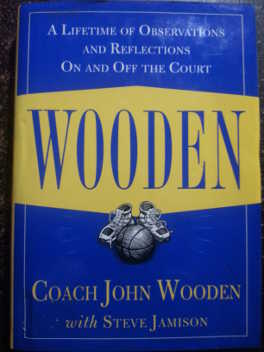 A LIFETIME OF OBSERVATIONS
AND REFLECTIONS
ON AND OFF THE COURT
WOODEN
COACH JOHN WOODEN
with STEVE JAMISON